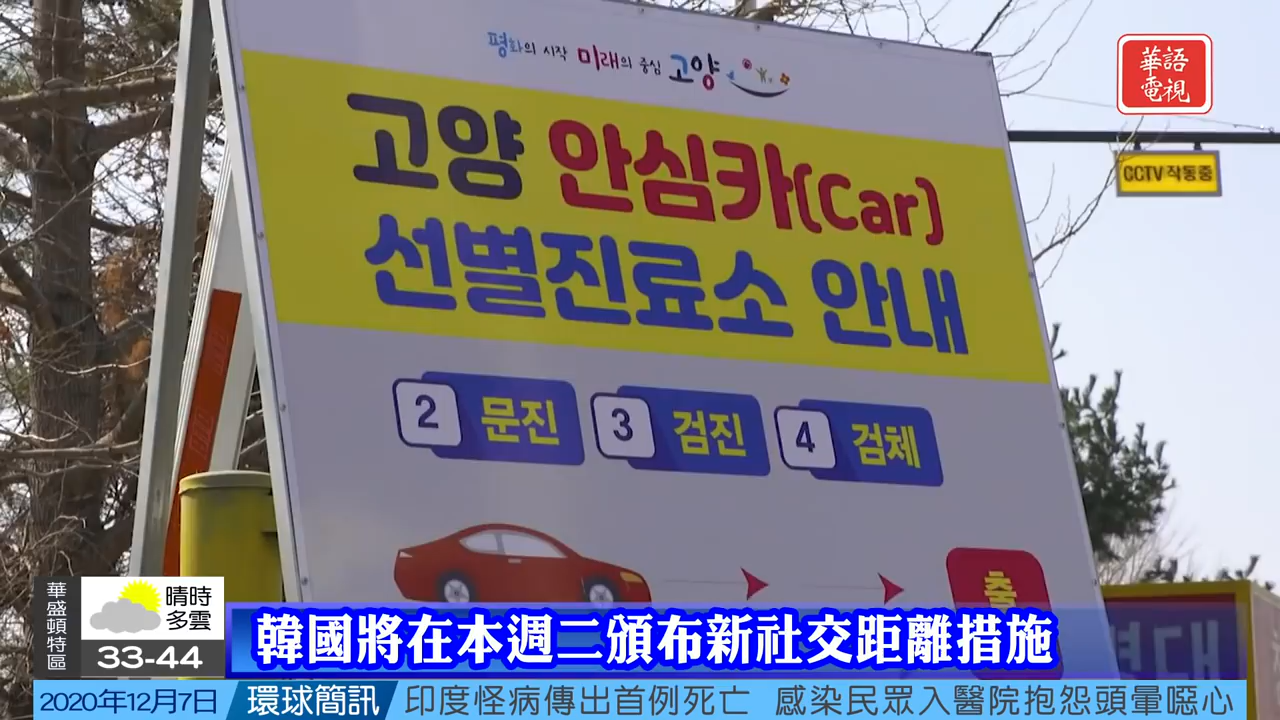 평화의 시작 미래의 중심 고양
華語
電視
고양 안심카(Car)
CCTV 작동중
선별진료소 안내
2 문진 3 검진 4 검체
출
華盛頓特區
晴時
多雲
33-44
韓國將在本週二頒布新社交距離措施
2020年12月7日 環球簡訊 印度怪病傳出首例死亡 感染民眾入醫院抱怨頭暈噁心